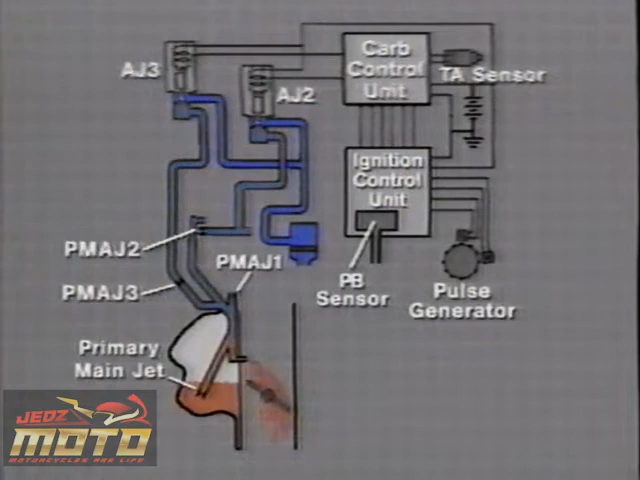 AJ3
AJ2
Carb
Control
Unit
TA Sensor
Ignition
Control
Unit
PMAJ2
PMAJ1
PMAJ3
PB
Sensor
Pulse
Generator
Primary
Main Jet
JEDZ
MOTO
MOTORCYCLES ARE LIFE